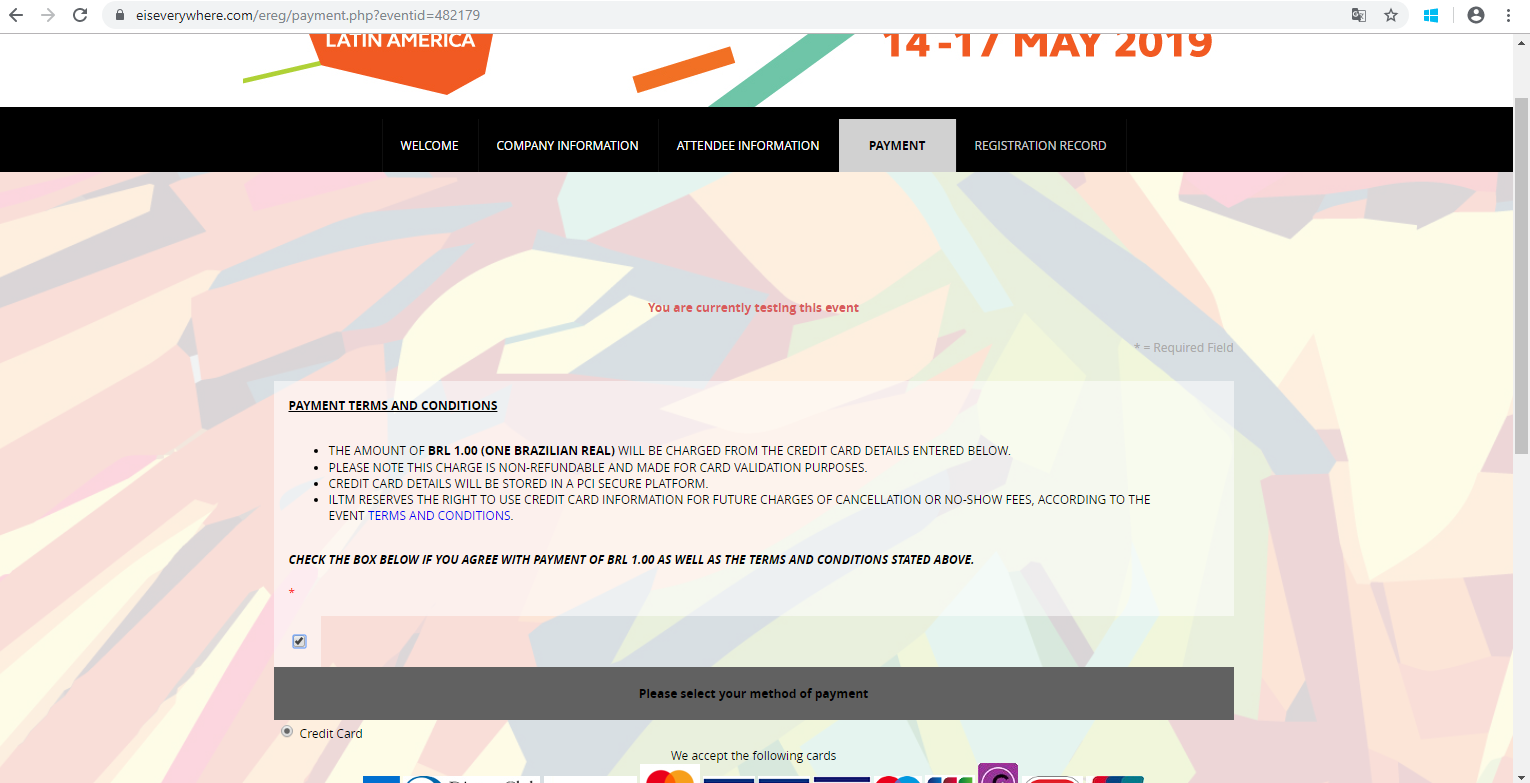 eiseverywhere.com/ereg/payment.php?eventid=482179
LATIN AMERICA
14-17 MAY 2019
WELCOME
COMPANY INFORMATION
ATTENDEE INFORMATION
PAYMENT
REGISTRATION RECORD
You are currently testing this event
* = Required Field
PAYMENT TERMS AND CONDITIONS
• THE AMOUNT OF BRL 1.00 (ONE BRAZILIAN REAL) WILL BE CHARGED FROM THE CREDIT CARD DETAILS ENTERED BELOW.
• PLEASE NOTE THIS CHARGE IS NON-REFUNDABLE AND MADE FOR CARD VALIDATION PURPOSES.
• CREDIT CARD DETAILS WILL BE STORED IN A PCI SECURE PLATFORM.
• ILTM RESERVES THE RIGHT TO USE CREDIT CARD INFORMATION FOR FUTURE CHARGES OF CANCELLATION OR NO-SHOW FEES, ACCORDING TO THE
EVENT TERMS AND CONDITIONS.
CHECK THE BOX BELOW IF YOU AGREE WITH PAYMENT OF BRL 1.00 AS WELL AS THE TERMS AND CONDITIONS STATED ABOVE.
*
Please select your method of payment
Credit Card
We accept the following cards